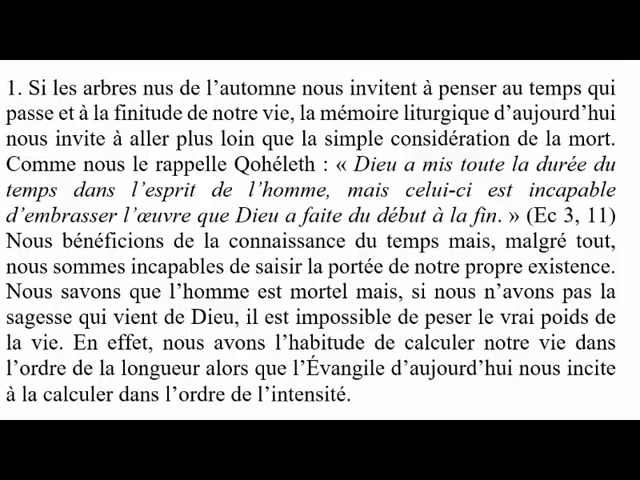 1. Si les arbres nus de l’automne nous invitent à penser au temps qui
passe et à la finitude de notre vie, la mémoire liturgique d’aujourd’hui
nous invite à aller plus loin que la simple considération de la mort.
Comme nous le rappelle Qohéleth : « Dieu a mis toute la durée du
temps dans l’esprit de l’homme, mais celui-ci est incapable
d’embrasser l’œuvre que Dieu a faite du début à la fin. » (Ec 3, 11)
Nous bénéficions de la connaissance du temps mais, malgré tout,
nous sommes incapables de saisir la portée de notre propre existence.
Nous savons que l’homme est mortel mais, si nous n’avons pas la
sagesse qui vient de Dieu, il est impossible de peser le vrai poids de
la vie. En effet, nous avons l’habitude de calculer notre vie dans
l’ordre de la longueur alors que l’Évangile d’aujourd’hui nous incite
à la calculer dans l’ordre de l’intensité.